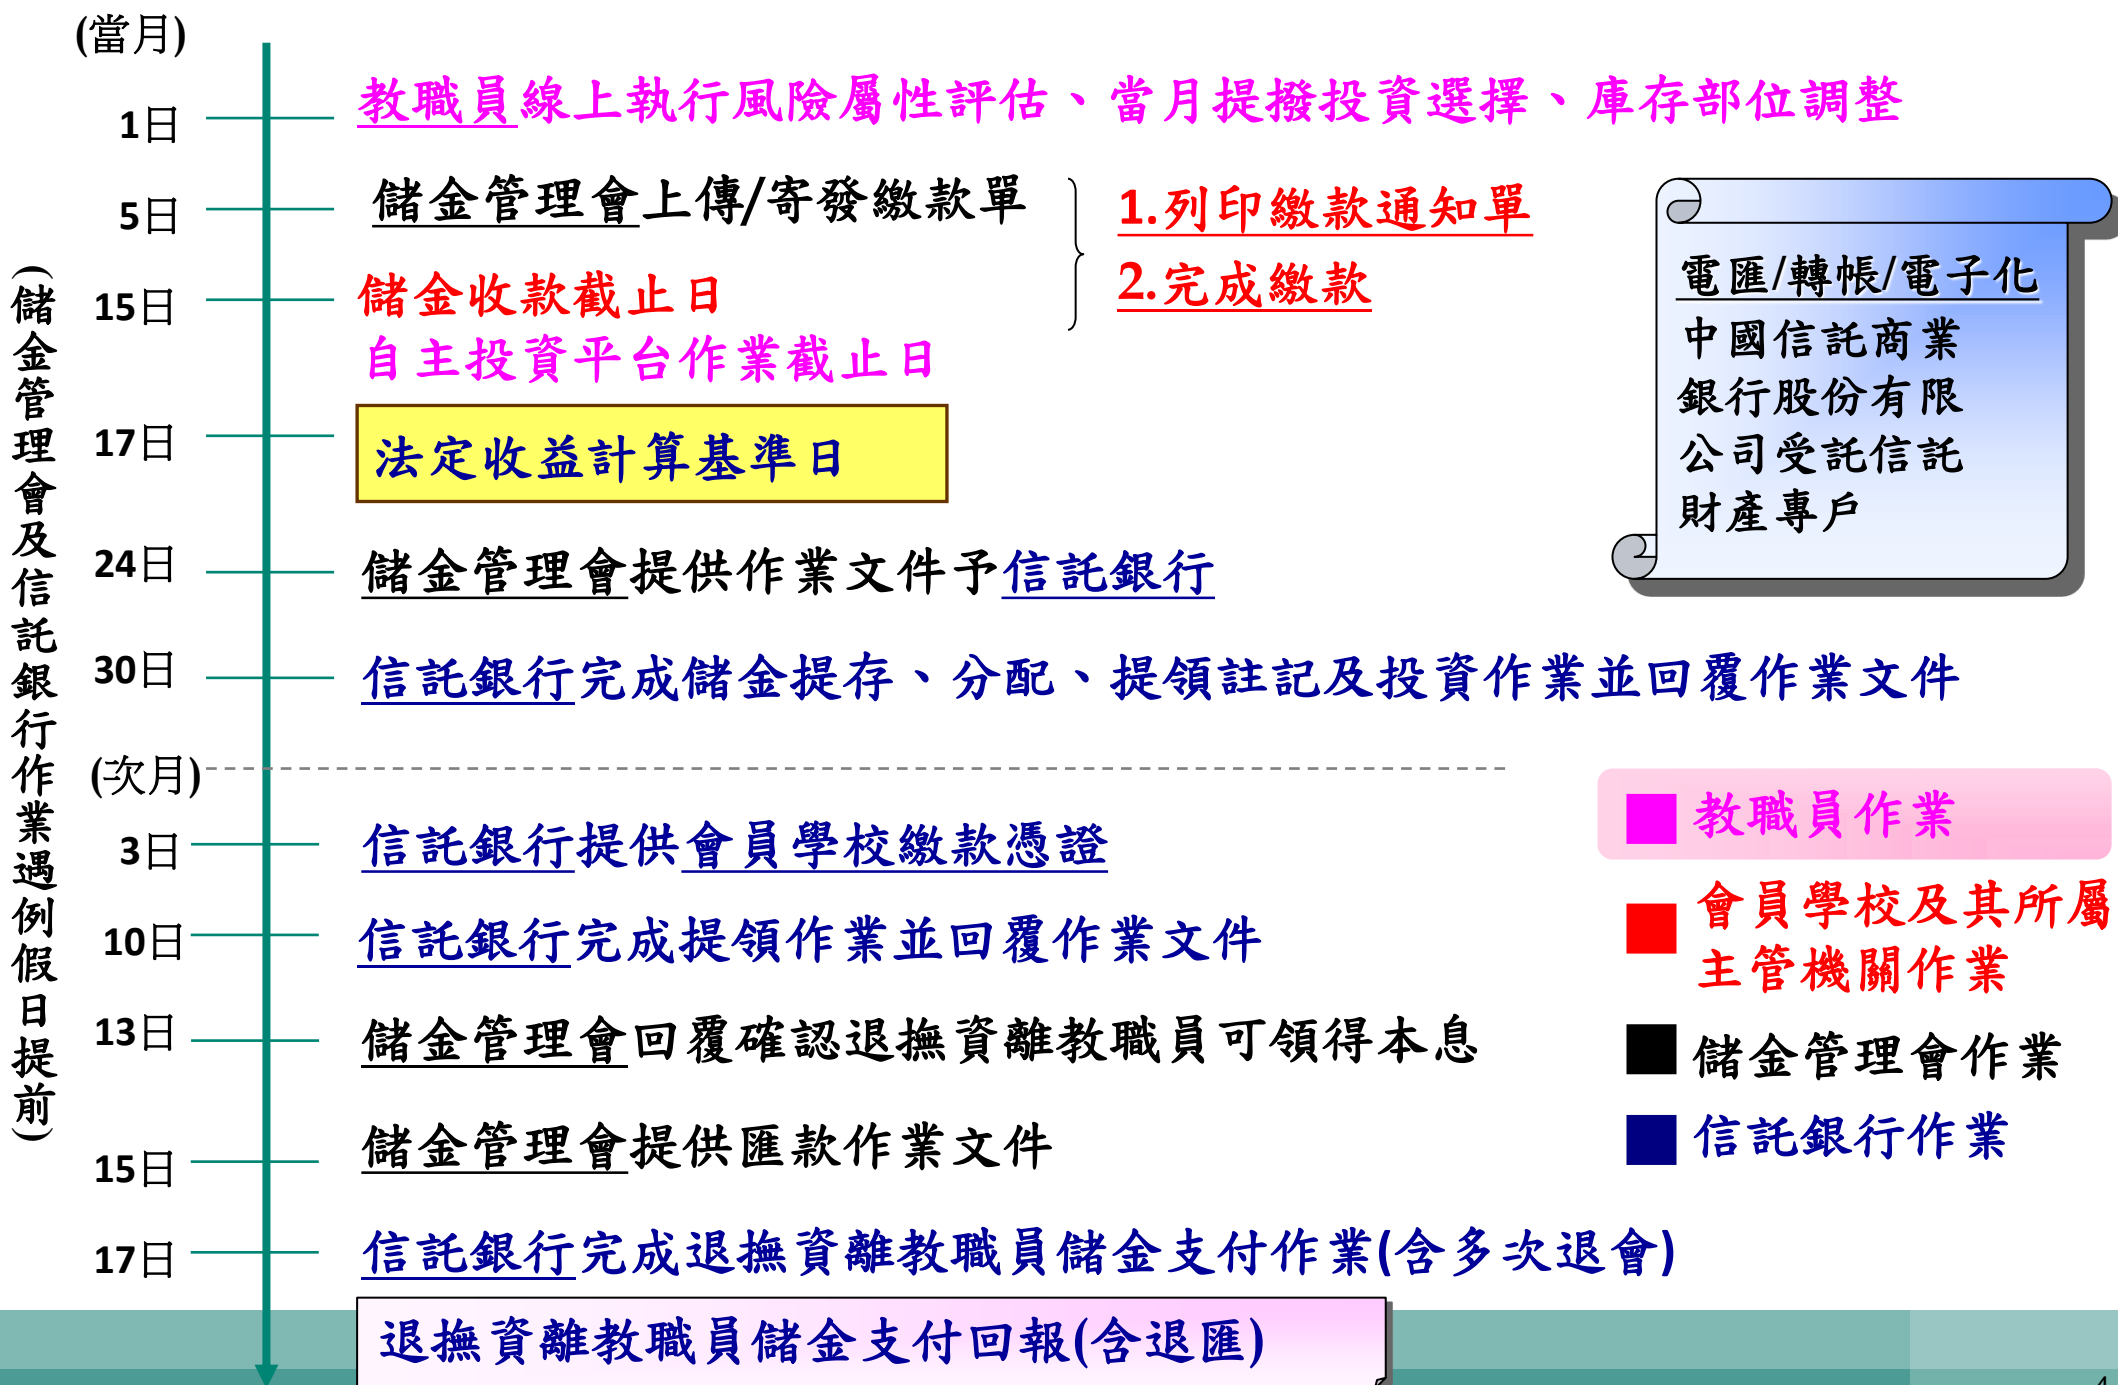 (當月)
1日 教職員線上執行風險屬性評估、當月提撥投資選擇、庫存部位調整
5日 儲金管理會上傳/寄發繳款單
15日 儲金收款截止日
自主投資平台作業截止日
1.列印繳款通知單
2.完成繳款
電匯/轉帳/電子化
中國信託商業
銀行股份有限
公司受託信託
財產專戶
17日 法定收益計算基準日
24日 儲金管理會提供作業文件予信託銀行
30日 信託銀行完成儲金提存、分配、提領註記及投資作業並回覆作業文件
(次月)
3日 信託銀行提供會員學校繳款憑證
10日 信託銀行完成提領作業並回覆作業文件
13日 儲金管理會回覆確認退撫資離教職員可領得本息
15日 儲金管理會提供匯款作業文件
17日 信託銀行完成退撫資離教職員儲金支付作業(含多次退會)
退撫資離教職員儲金支付回報(含退匯)
教職員作業
會員學校及其所屬
主管機關作業
儲金管理會作業
信託銀行作業
(儲金管理會及信託銀行作業遇例假日提前)